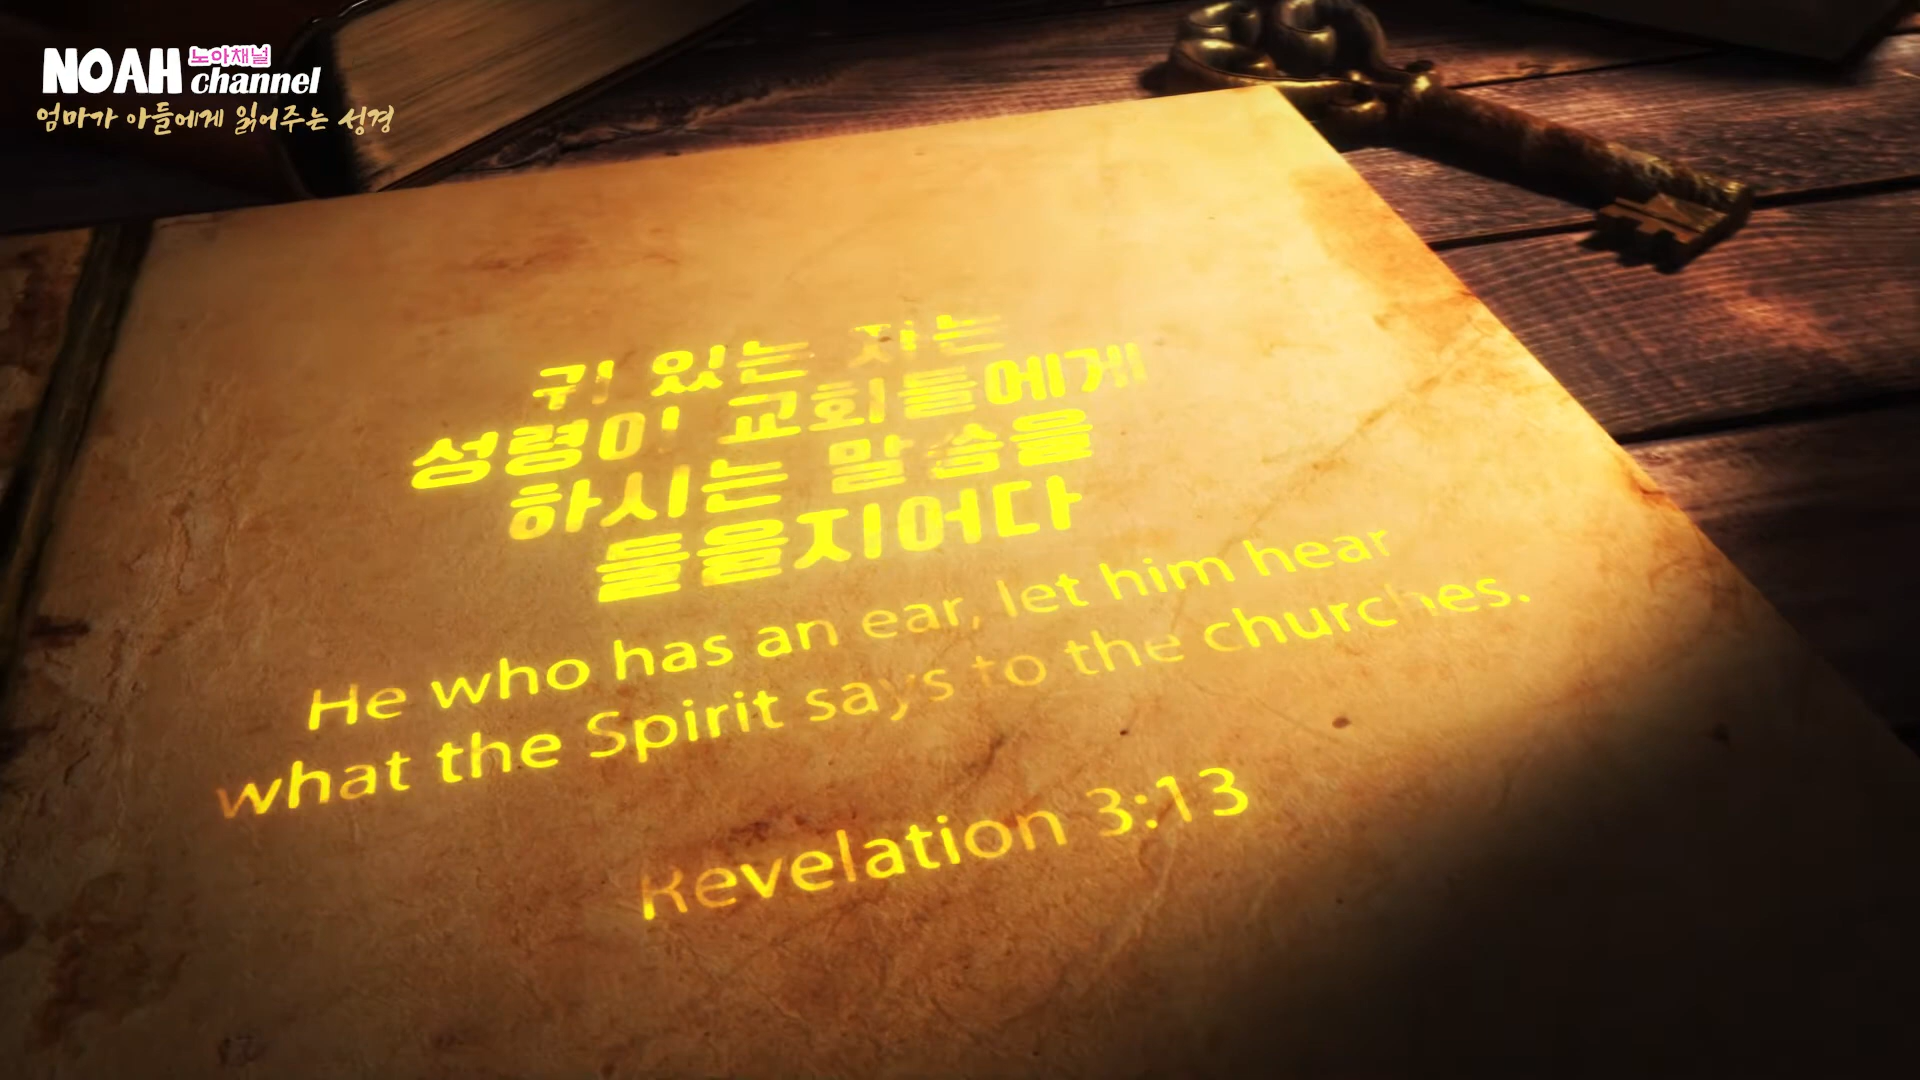 NOAH 노아채널
channel
엄마가 아들에게 읽어주는 성경
귀 있는 자는
성령이 교회들에게
하시는 말씀을
들을지어다
He who has an ear, let him hear
what the Spirit says to the churches.
Revelation 3:13